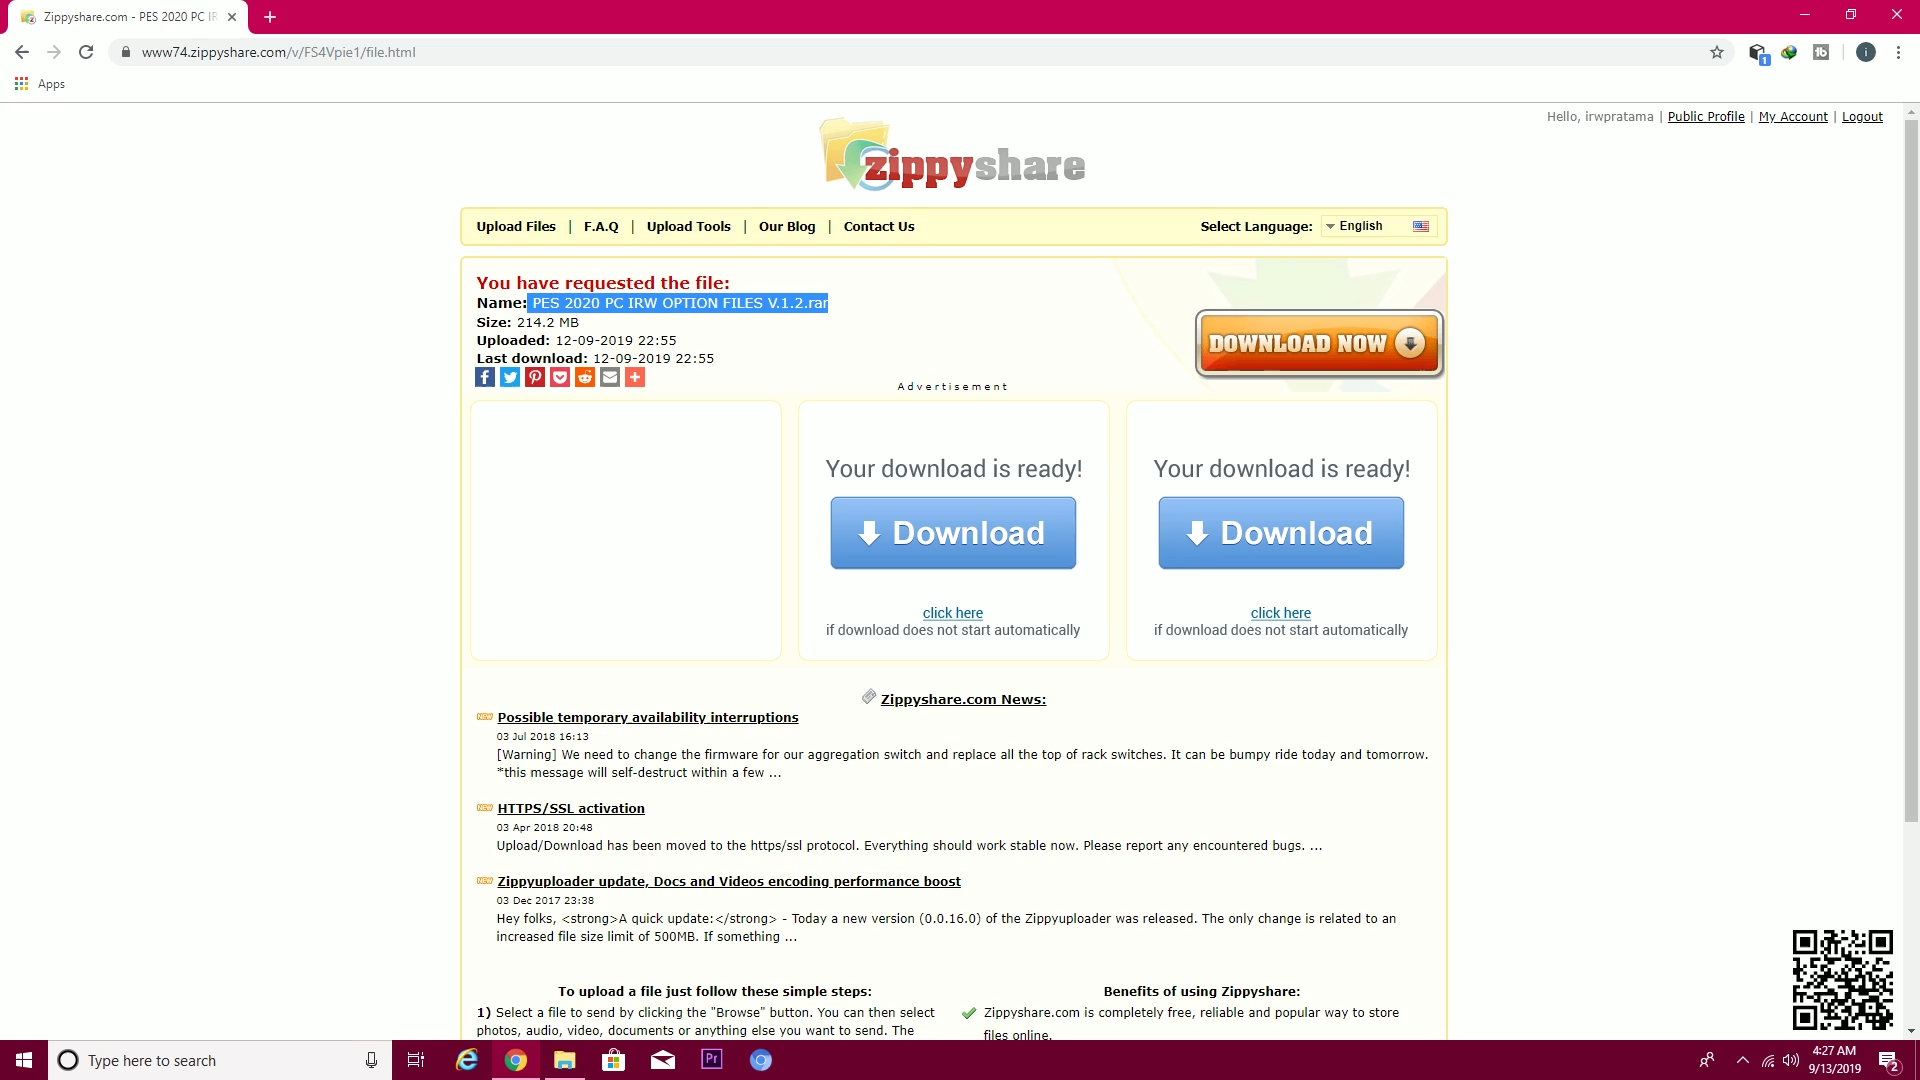 Zippyshare.com - PES 2020 PC IR
www74.zippyshare.com/v/FS4Vpie1/file.html
1
i
Apps
Hello, irwpratama | Public Profile | My Account | Logout
zippyshare
Upload Files | F.A.Q | Upload Tools | Our Blog | Contact Us
Select Language: English
You have requested the file:
Name: PES 2020 PC IRW OPTION FILES V.1.2.rar
Size: 214.2 MB
Uploaded: 12-09-2019 22:55
Last download: 12-09-2019 22:55
DOWNLOAD NOW
Advertisement
Your download is ready!
Download
click here
if download does not start automatically
Your download is ready!
Download
click here
if download does not start automatically
Zippyshare.com News:
NEW Possible temporary availability interruptions
03 Jul 2018 16:13
[Warning] We need to change the firmware for our aggregation switch and replace all the top of rack switches. It can be bumpy ride today and tomorrow.
*this message will self-destruct within a few ...
NEW HTTPS/SSL activation
03 Apr 2018 20:48
Upload/Download has been moved to the https/ssl protocol. Everything should work stable now. Please report any encountered bugs. ...
NEW Zippyuploader update, Docs and Videos encoding performance boost
03 Dec 2017 23:38
Hey folks, <strong>A quick update:</strong> - Today a new version (0.0.16.0) of the Zippyuploader was released. The only change is related to an
increased file size limit of 500MB. If something ...
To upload a file just follow these simple steps:
1) Select a file to send by clicking the "Browse" button. You can then select
photos, audio, video, documents or anything else you want to send. The
Benefits of using Zippyshare:
Zippyshare.com is completely free, reliable and popular way to store
files online.
Type here to search
Pr
4:27 AM
9/13/2019
2